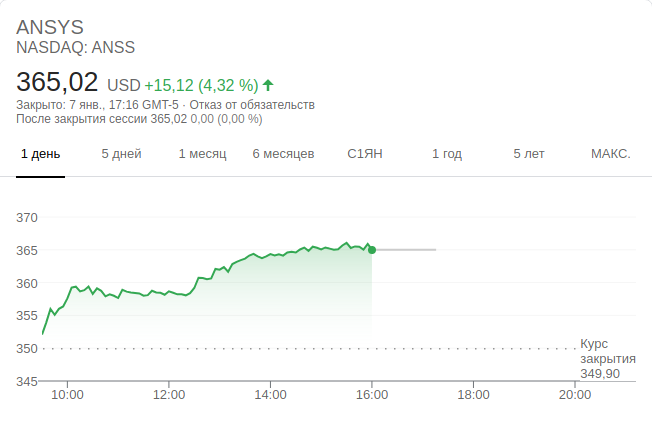 ANSYS
NASDAQ: ANSS
365,02 USD +15,12 (4,32 %)
Закрыто: 7 янв., 17:16 GMT-5 · Отказ от обязательств
После закрытия сессии 365,02 0,00 (0,00 %)
1 день 5 дней 1 месяц 6 месяцев С1ЯН 1 год 5 лет МАКС.
370
365
360
355
350
Курс
закрытия
349,90
345
10:00 12:00 14:00 16:00 18:00 20:00